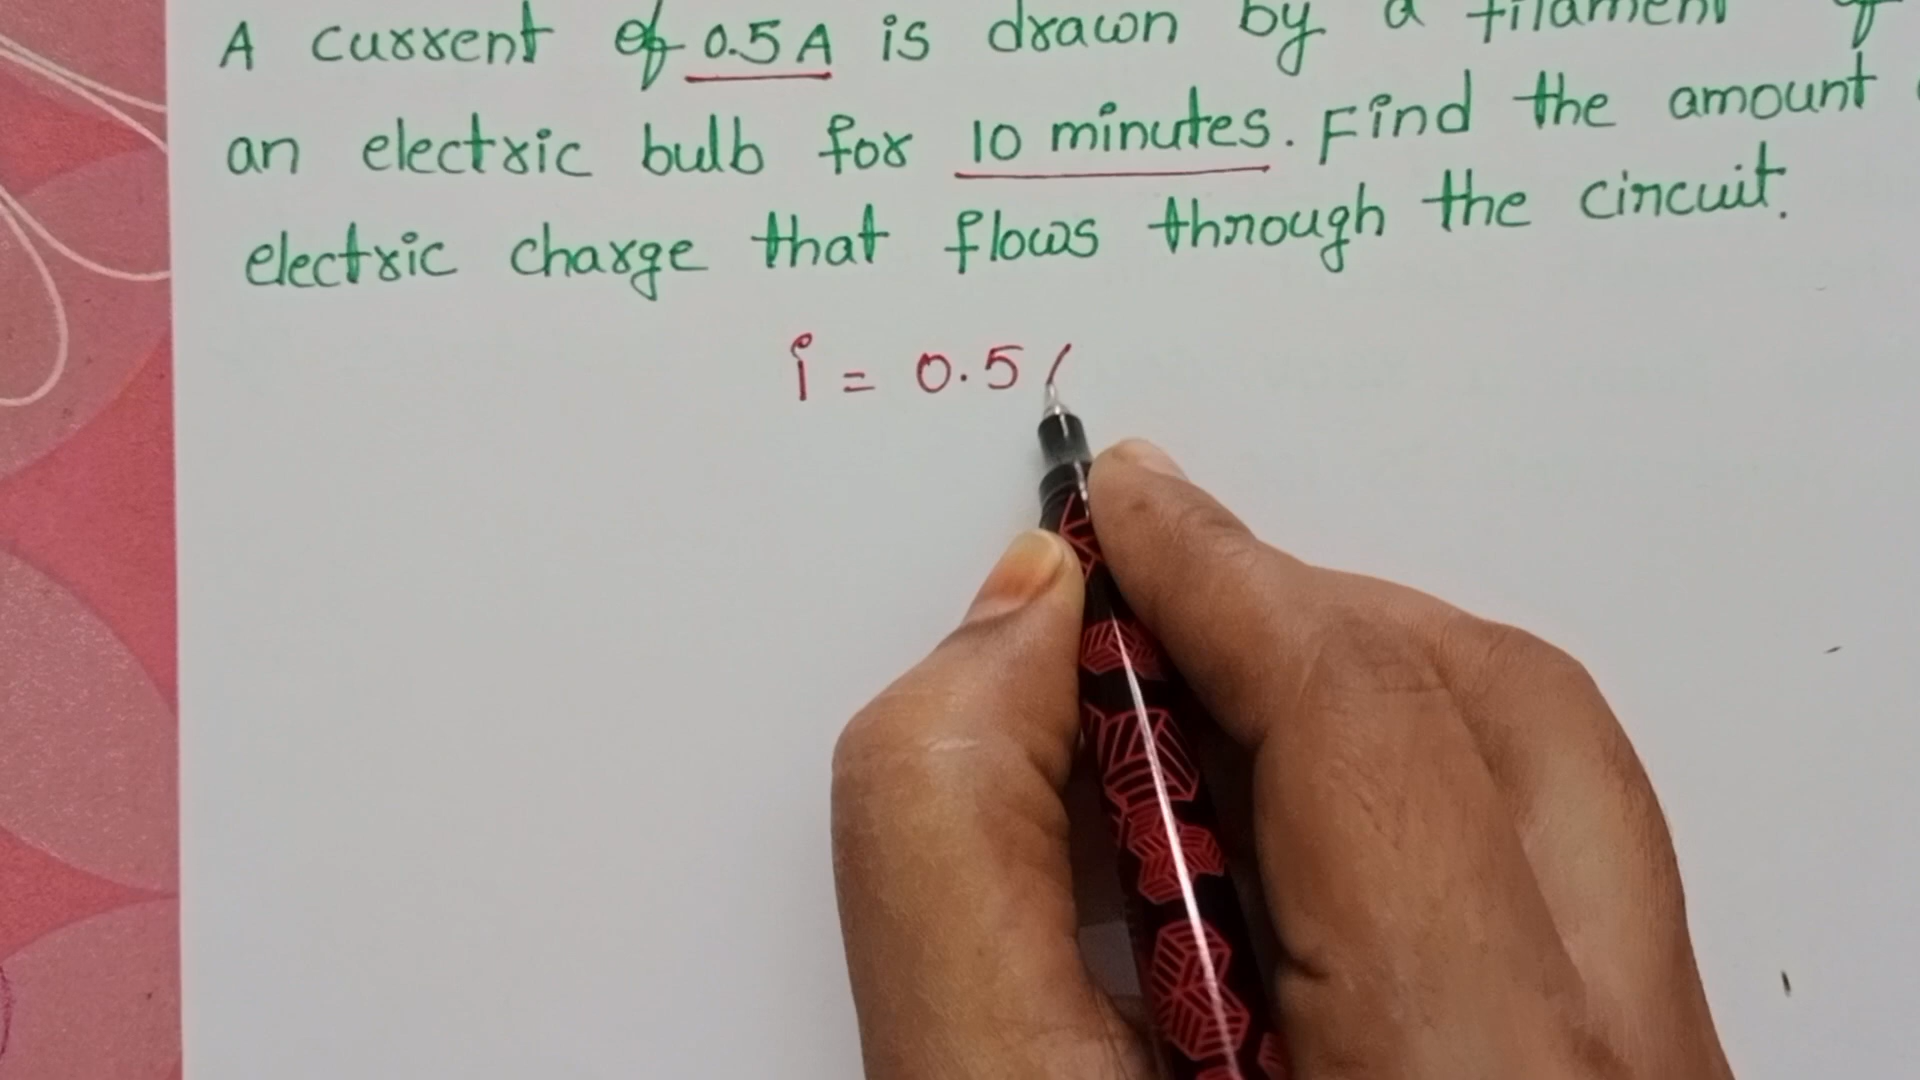 A current of 0.5 A is drawn by a filament of
an electric bulb for 10 minutes. Find the amount
electric charge that flows through the circuit.
i = 0.5